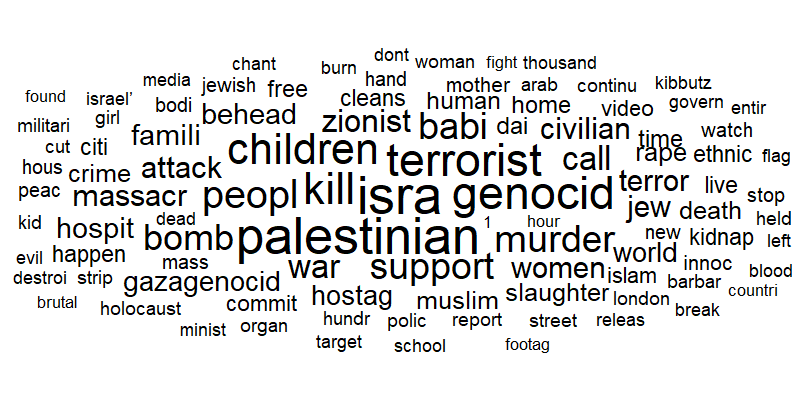 dont
chant burn woman fight thousand
media jewish free hand mother arab continu kibbutz
found israel’ bodi cleans human home video govern entir
girl behead
militari famili zionist babi dai civilian time watch
cut citi children terrorist call rape ethnic flag
hous crime attack
peac massacr peopl kill isra genocid terror live stop
kid hospit dead 1 hour jew death held
bomb palestinian murder new kidnap left
evil happen mass world
destroi strip gazagenocid war support women islam innoc blood
barbar countri
brutal holocaust commit hostag muslim slaughter london break
minist organ hundr polic report street releas
target school footag